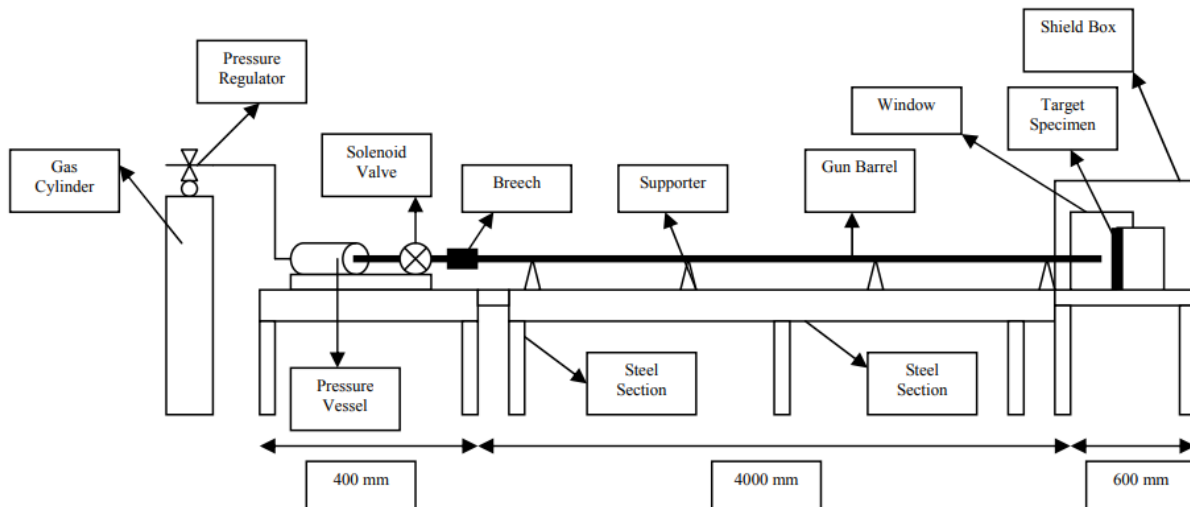 Shield Box
Pressure
Regulator
Window
Target
Specimen
Solenoid
Valve
Gas
Cylinder
Breech
Supporter
Gun Barrel
Pressure
Vessel
Steel
Section
Steel
Section
400 mm
4000 mm
600 mm